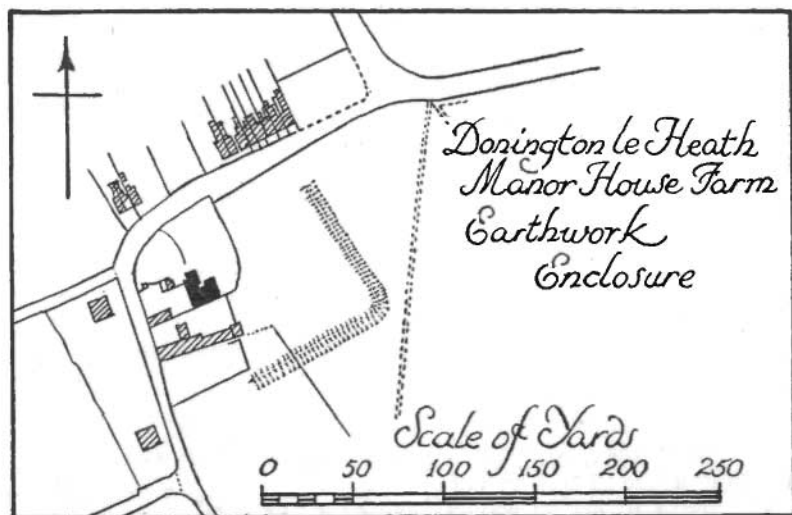 Donington le Heath
Manor House Farm
Earthwork
Enclosure
Scale of Yards
0 50 100 150 200 250